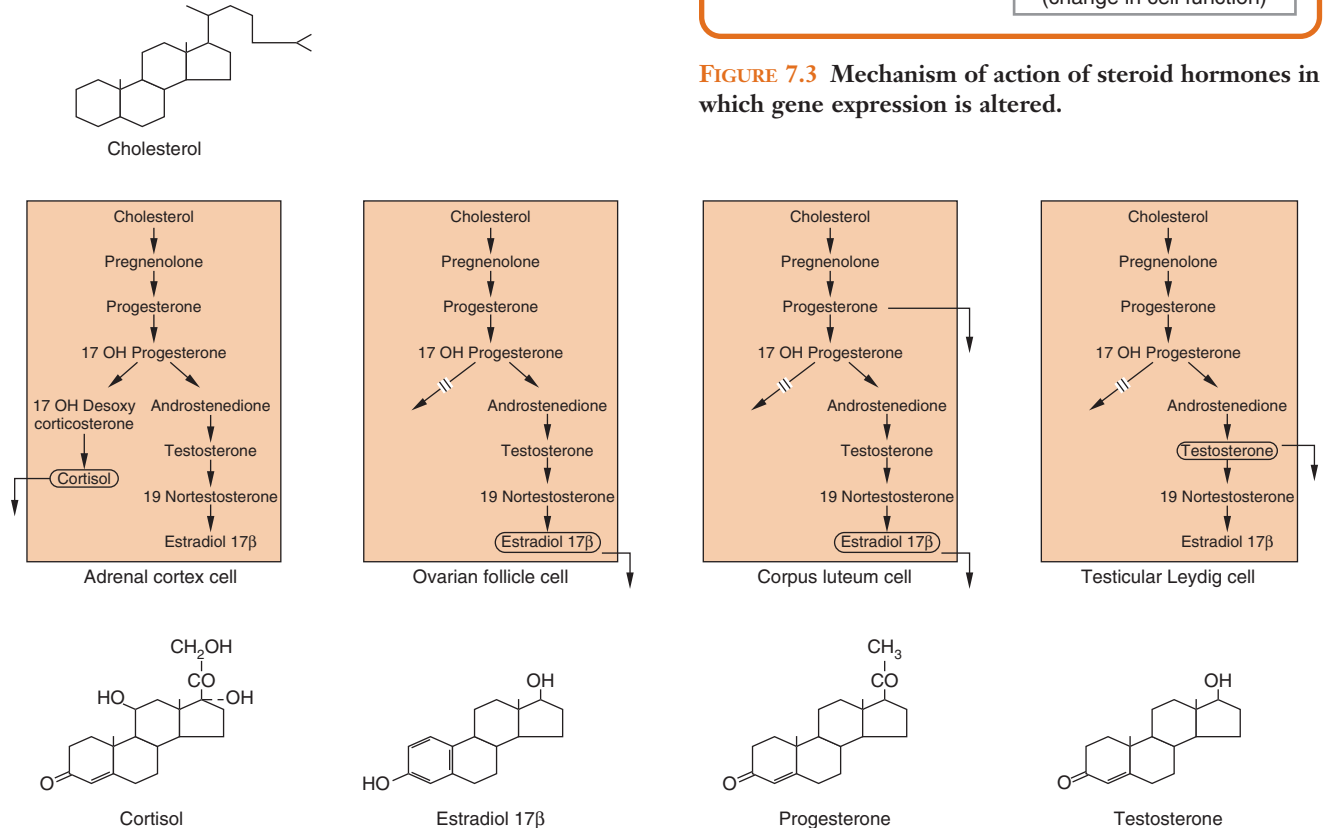 (change in cell function)
FIGURE 7.3 Mechanism of action of steroid hormones in
which gene expression is altered.
Cholesterol
Cholesterol
Pregnenolone
Progesterone
17 OH Progesterone
17 OH Desoxy
corticosterone
Androstenedione
Testosterone
Cortisol
19 Nortestosterone
Estradiol 17β
Adrenal cortex cell
Cholesterol
Pregnenolone
Progesterone
17 OH Progesterone
Androstenedione
Testosterone
19 Nortestosterone
Estradiol 17β
Ovarian follicle cell
Cholesterol
Pregnenolone
Progesterone
17 OH Progesterone
Androstenedione
Testosterone
19 Nortestosterone
Estradiol 17β
Corpus luteum cell
Cholesterol
Pregnenolone
Progesterone
17 OH Progesterone
Androstenedione
Testosterone
19 Nortestosterone
Estradiol 17β
Testicular Leydig cell
CH₂OH
CO
HO
OH
O
Cortisol
OH
HO
Estradiol 17β
CH₃
CO
O
Progesterone
OH
O
Testosterone